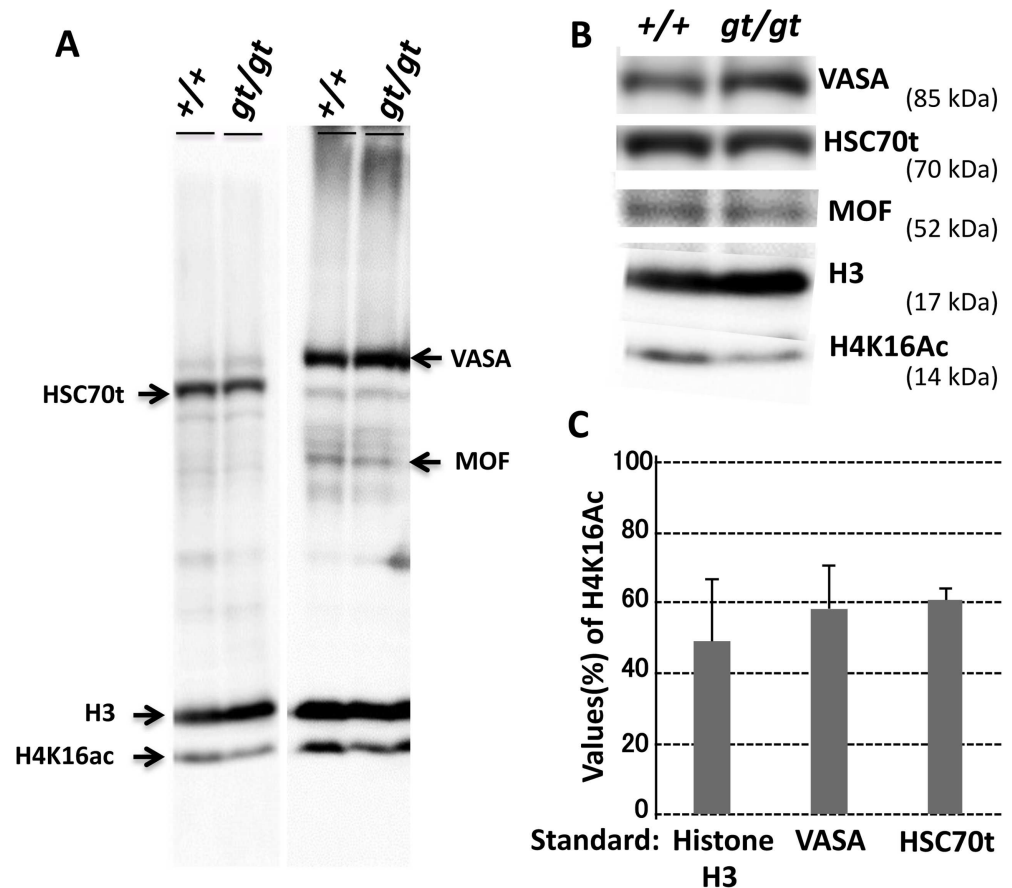 A
+/+ gt/gt +/+ gt/gt
VASA
HSC70t
MOF
H3
H4K16ac
B
+/+ gt/gt
VASA
(85 kDa)
HSC70t
(70 kDa)
MOF
(52 kDa)
H3
(17 kDa)
H4K16Ac
(14 kDa)
C
Values(%) of H4K16Ac
100
80
60
40
20
0
Standard: Histone H3 VASA HSC70t